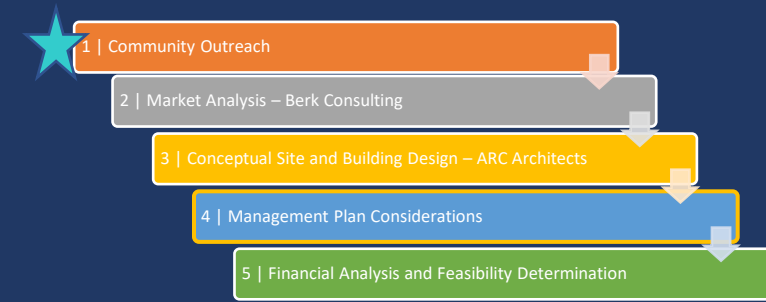 1 | Community Outreach
2 | Market Analysis – Berk Consulting
3 | Conceptual Site and Building Design – ARC Architects
4 | Management Plan Considerations
5 | Financial Analysis and Feasibility Determination